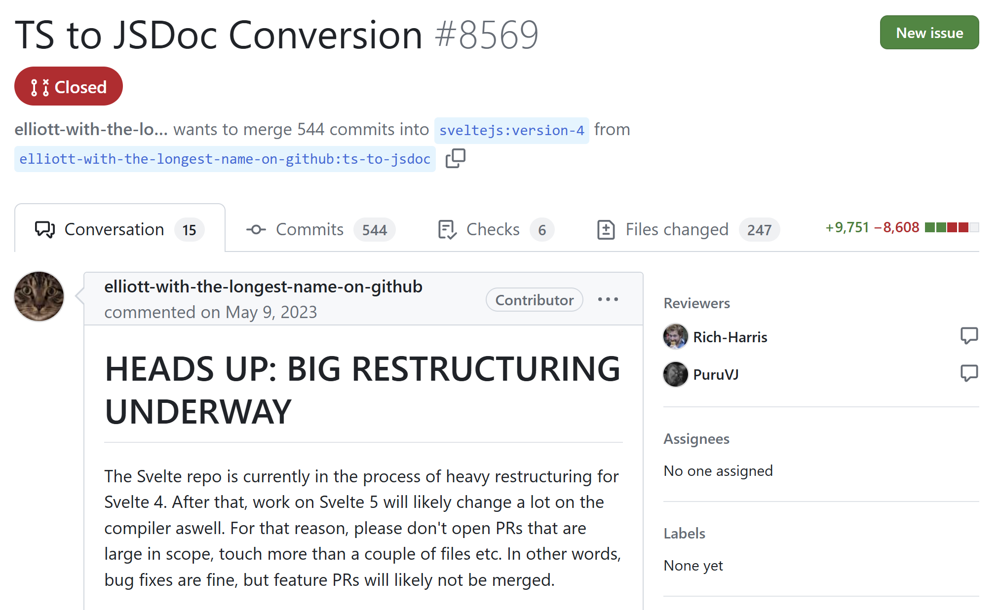 TS to JSDoc Conversion #8569
New issue
Closed
elliott-with-the-lo... wants to merge 544 commits into sveltejs:version-4 from
elliott-with-the-longest-name-on-github:ts-to-jsdoc
Conversation 15 Commits 544 Checks 6 Files changed 247 +9,751 −8,608
elliott-with-the-longest-name-on-github
commented on May 9, 2023
Contributor
HEADS UP: BIG RESTRUCTURING
UNDERWAY
The Svelte repo is currently in the process of heavy restructuring for
Svelte 4. After that, work on Svelte 5 will likely change a lot on the
compiler aswell. For that reason, please don't open PRs that are
large in scope, touch more than a couple of files etc. In other words,
bug fixes are fine, but feature PRs will likely not be merged.
Reviewers
Rich-Harris
PuruVJ
Assignees
No one assigned
Labels
None yet